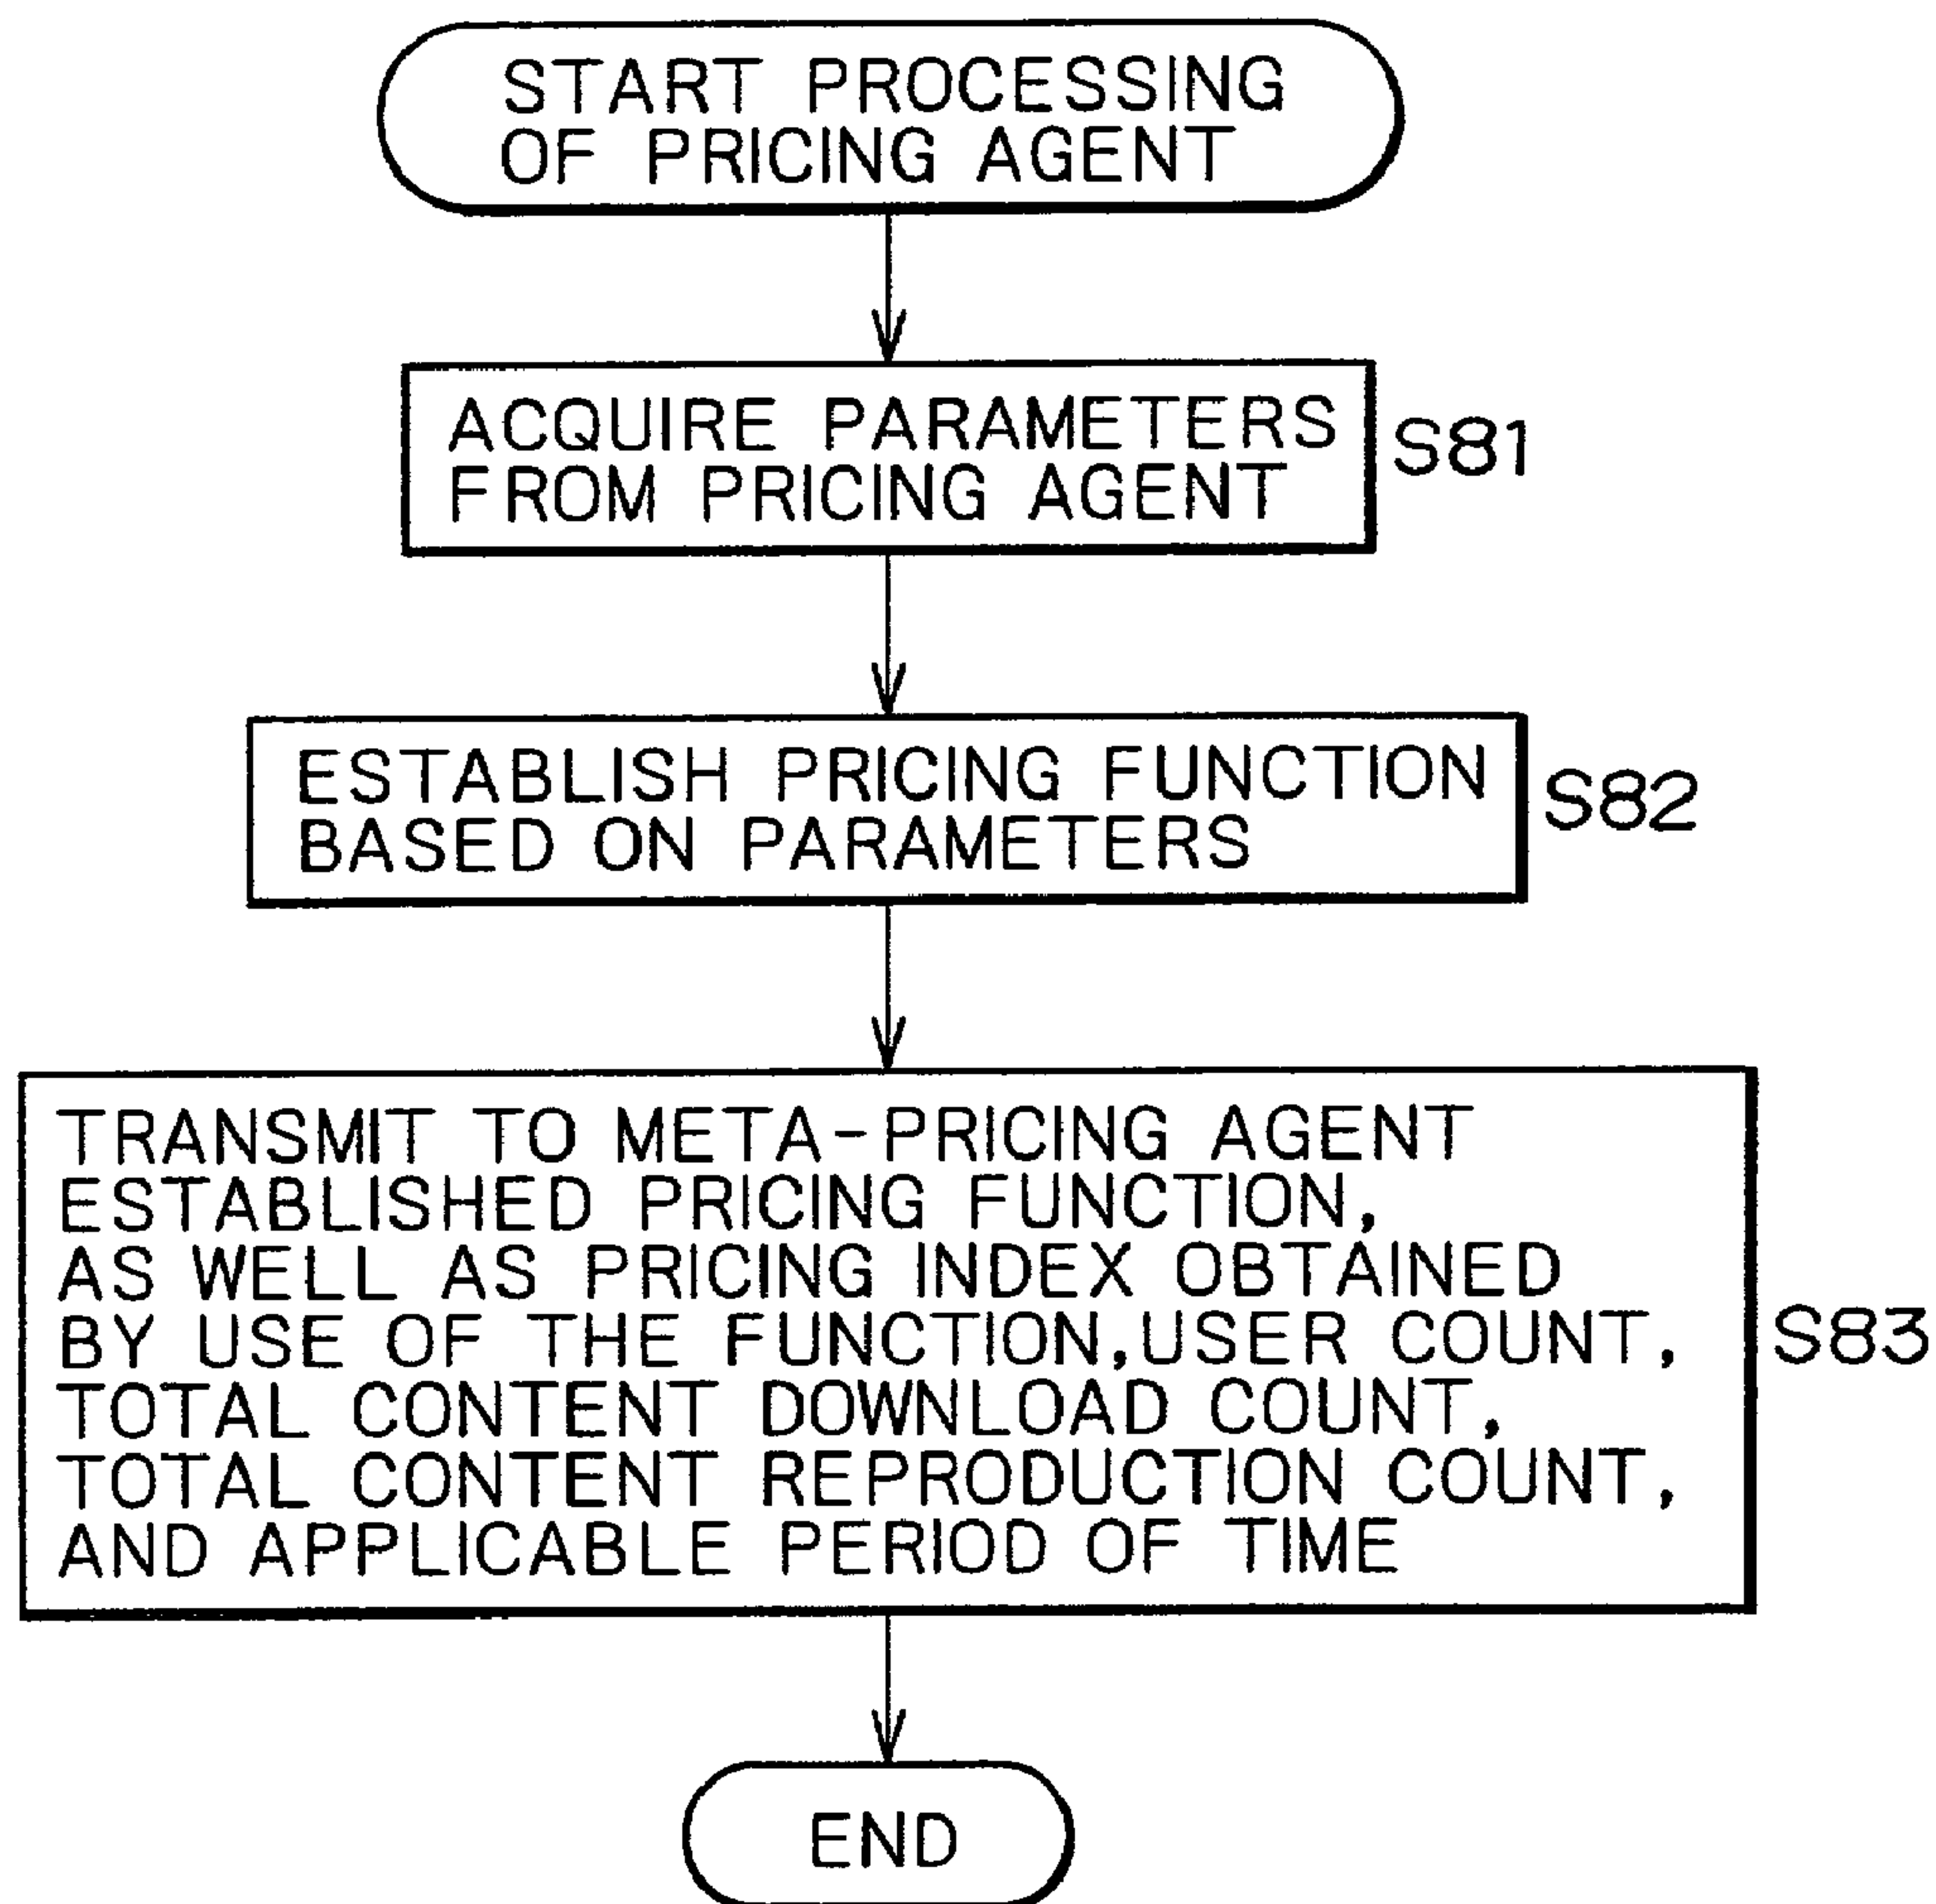 START PROCESSING
OF PRICING AGENT
ACQUIRE PARAMETERS
FROM PRICING AGENT
S81
ESTABLISH PRICING FUNCTION
BASED ON PARAMETERS
S82
TRANSMIT TO META-PRICING AGENT
ESTABLISHED PRICING FUNCTION,
AS WELL AS PRICING INDEX OBTAINED
BY USE OF THE FUNCTION,USER COUNT,
TOTAL CONTENT DOWNLOAD COUNT,
TOTAL CONTENT REPRODUCTION COUNT,
AND APPLICABLE PERIOD OF TIME
S83
END